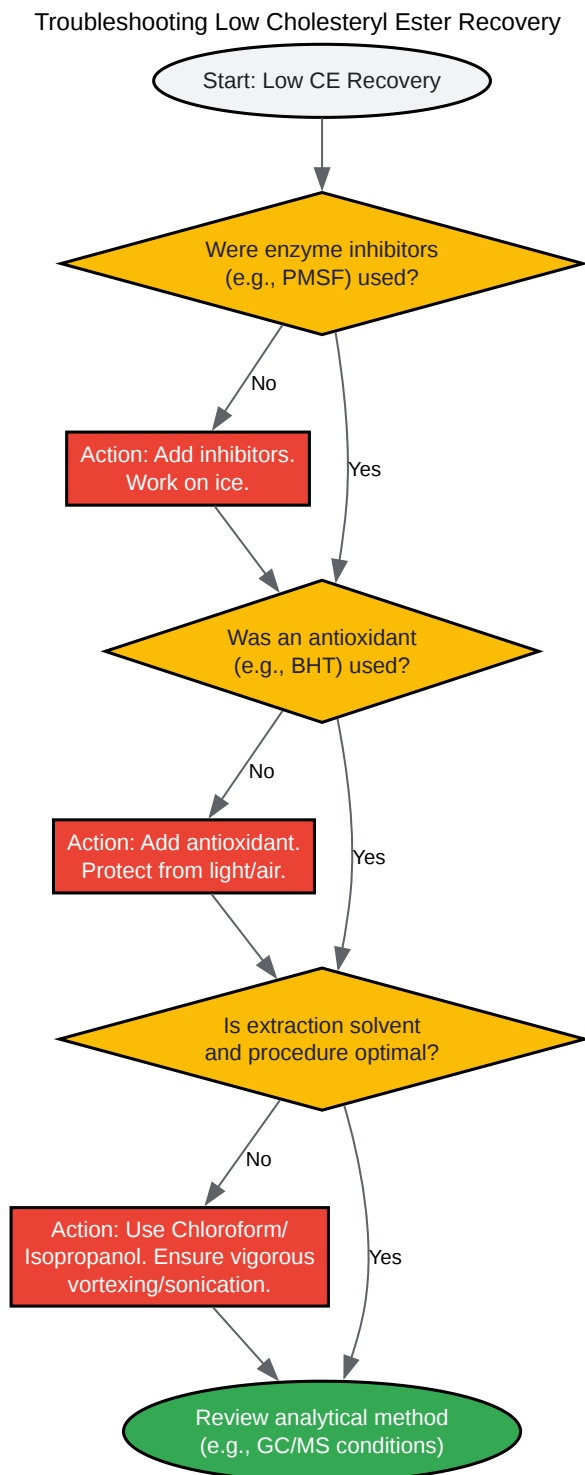 Troubleshooting Low Cholesteryl Ester Recovery
Start: Low CE Recovery
Were enzyme inhibitors
(e.g., PMSF) used?
No
Yes
Action: Add inhibitors.
Work on ice.
Was an antioxidant
(e.g., BHT) used?
No
Yes
Action: Add antioxidant.
Protect from light/air.
Is extraction solvent
and procedure optimal?
No
Yes
Action: Use Chloroform/
Isopropanol. Ensure vigorous
vortexing/sonication.
Review analytical method
(e.g., GC/MS conditions)